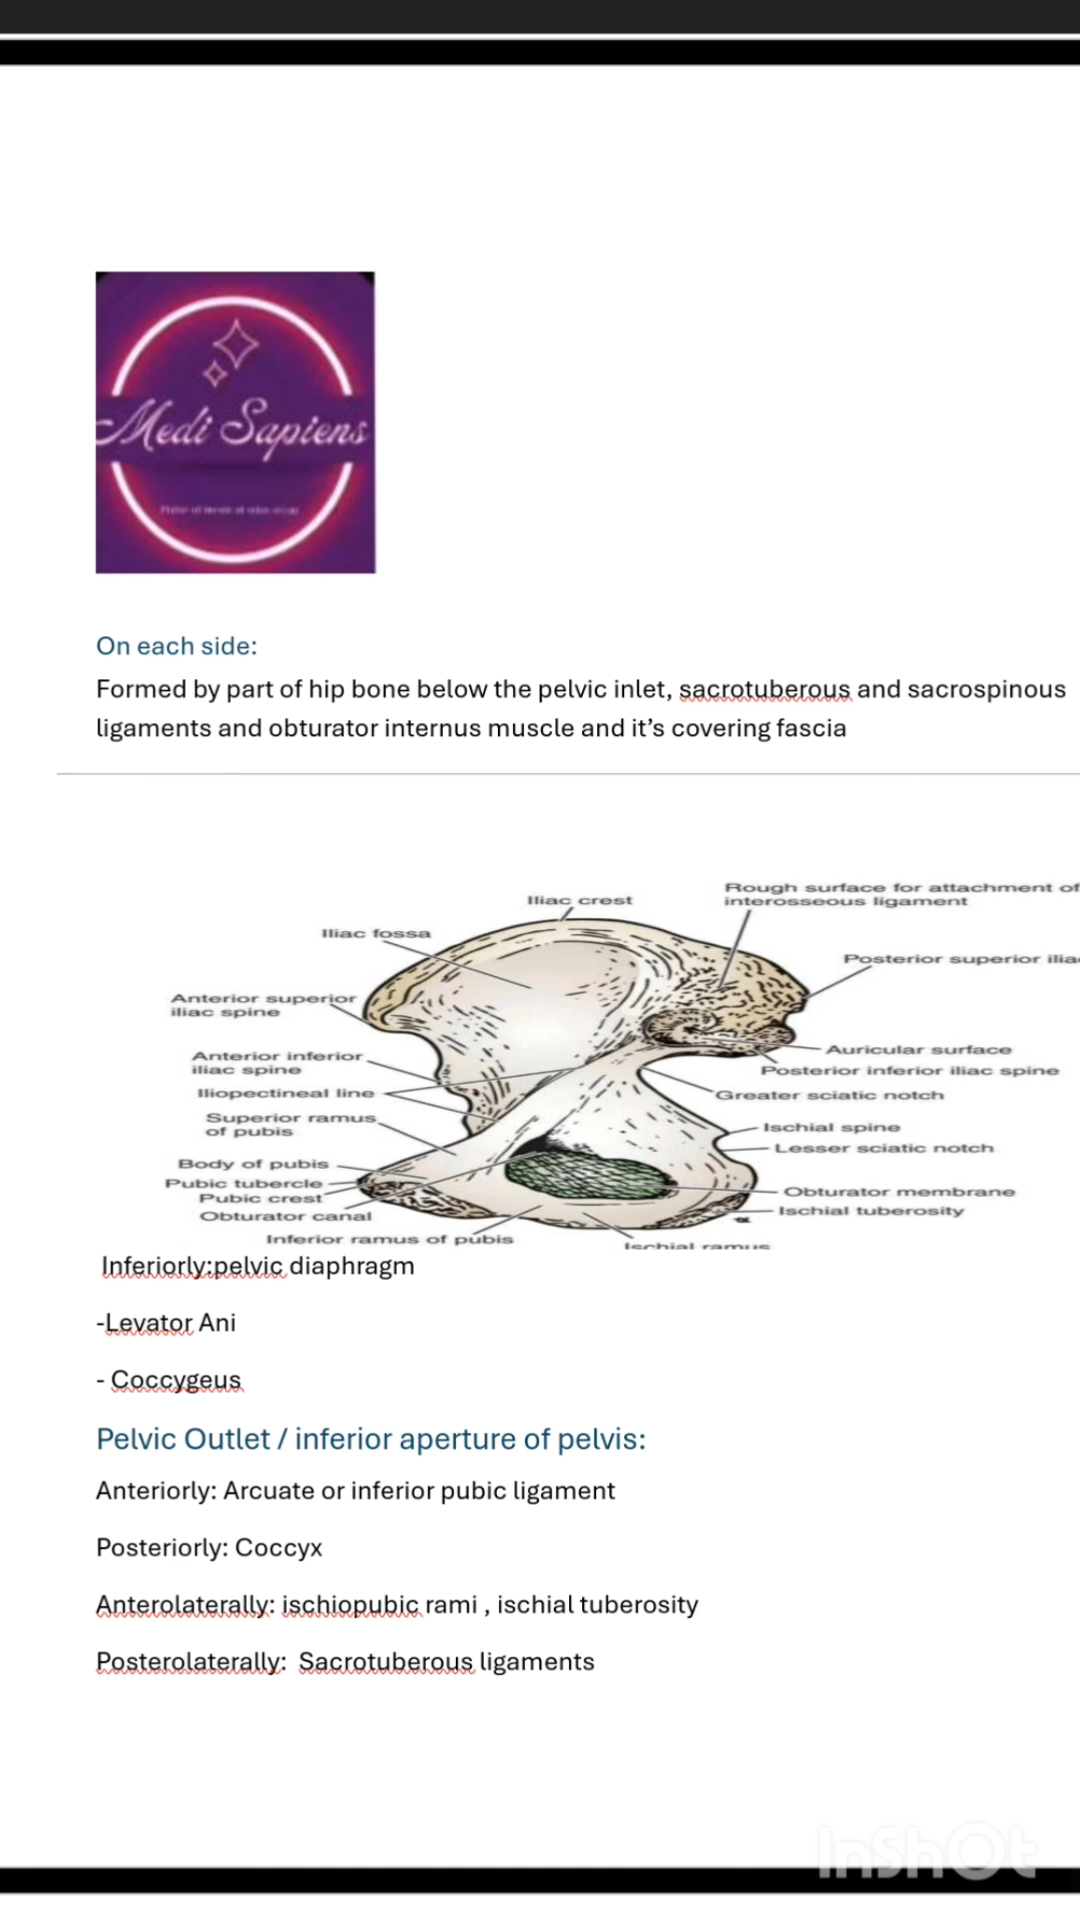 Medi Sapiens
On each side:
Formed by part of hip bone below the pelvic inlet, sacrotuberous and sacrospinous
ligaments and obturator internus muscle and it’s covering fascia
Rough surface for attachment of
interosseous ligament
Iliac crest
Iliac fossa
Posterior superior ilia
Anterior superior
iliac spine
Auricular surface
Anterior inferior
iliac spine
Posterior inferior iliac spine
Iliopectineal line
Greater sciatic notch
Superior ramus
of pubis
Ischial spine
Lesser sciatic notch
Body of pubis
Pubic tubercle
Obturator membrane
Pubic crest
Ischial tuberosity
Obturator canal
Inferior ramus of pubis
Ischial ramus
Inferiorly:pelvic diaphragm
-Levator Ani
- Coccygeus
Pelvic Outlet / inferior aperture of pelvis:
Anteriorly: Arcuate or inferior pubic ligament
Posteriorly: Coccyx
Anterolaterally: ischiopubic rami , ischial tuberosity
Posterolaterally:  Sacrotuberous ligaments
InShOt